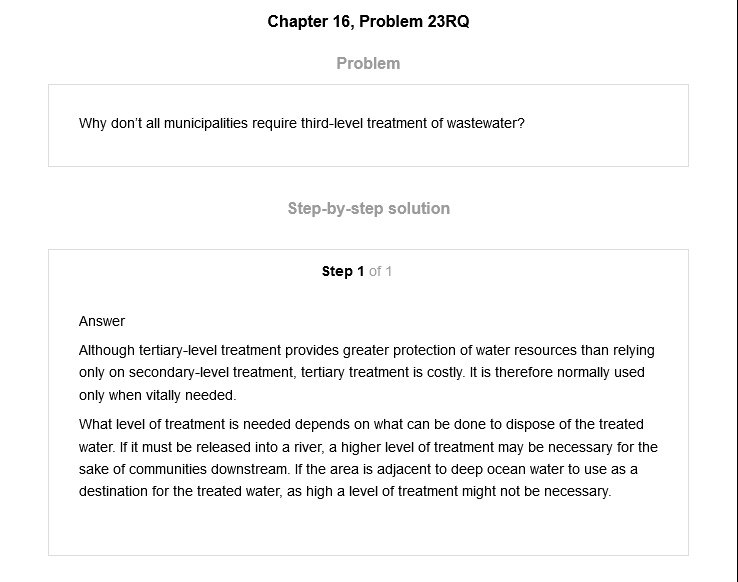 Chapter 16, Problem 23RQ
Problem
Why don't all municipalities require third-level treatment of wastewater?
Step-by-step solution
Step 1 of 1
Answer
Although tertiary-level treatment provides greater protection of water resources than relying
only on secondary-level treatment, tertiary treatment is costly. It is therefore normally used
only when vitally needed.
What level of treatment is needed depends on what can be done to dispose of the treated
water. If it must be released into a river, a higher level of treatment may be necessary for the
sake of communities downstream. If the area is adjacent to deep ocean water to use as a
destination for the treated water, as high a level of treatment might not be necessary.